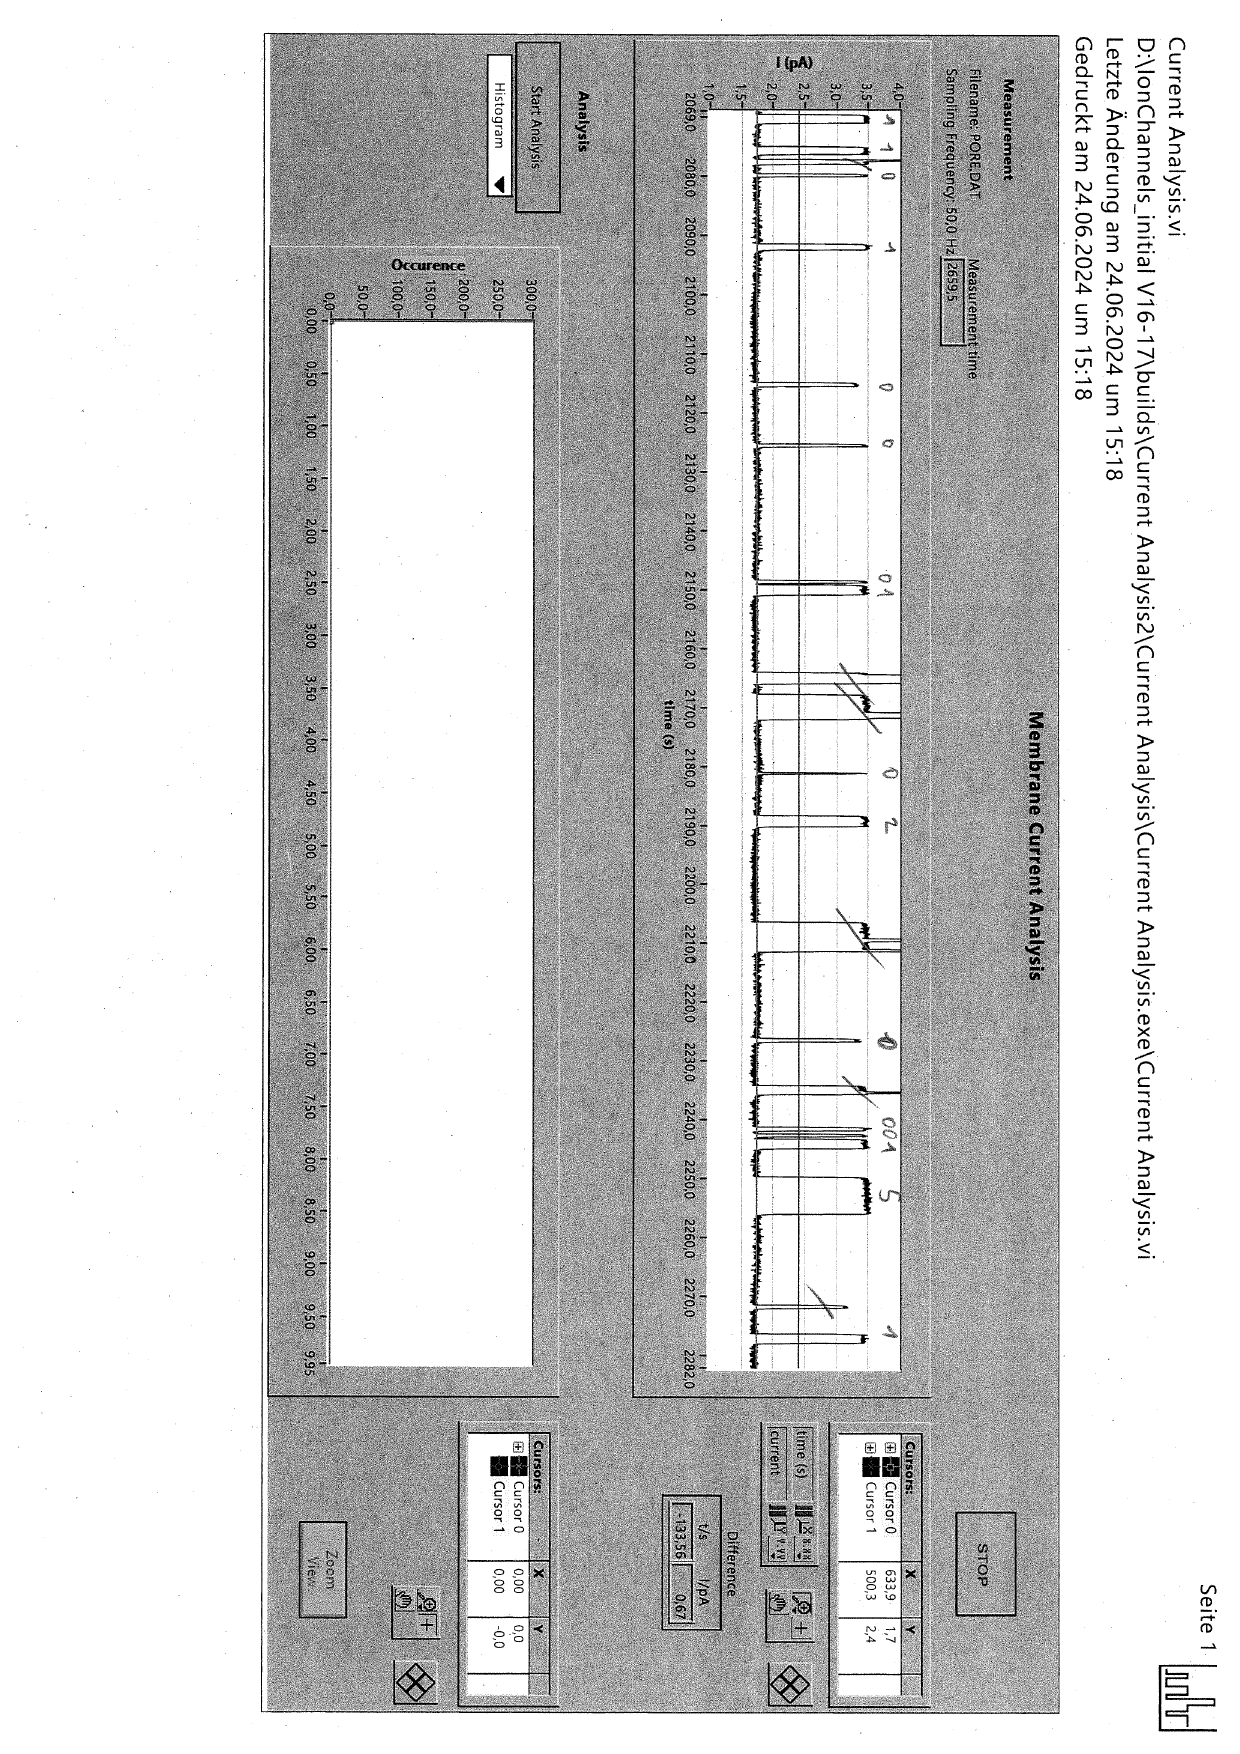 Current Analysis.vi
D:\IonChannels_initial V16-17\builds\Current Analysis2\Current Analysis\Current Analysis.exe\Current Analysis.vi
Letzte Änderung am 24.06.2024 um 15:18
Gedruckt am 24.06.2024 um 15:18
Seite 1
Membrane Current Analysis
Measurement
Filename: PORE.DAT
Measurement time
Sampling Frequency: 50,0 Hz
2659,5
STOP
1 1 0 1 0 0 0 1 0 2 0 0 0 1 5 1
I (pA)
4,0
3,5
3,0
2,5
2,0
1,5
1,0
2069,0 2080,0 2090,0 2100,0 2110,0 2120,0 2130,0 2140,0 2150,0 2160,0 2170,0 2180,0 2190,0 2200,0 2210,0 2220,0 2230,0 2240,0 2250,0 2260,0 2270,0 2282,0
time (s)
Cursors: X Y
Cursor 0 633,9 1,7
Cursor 1 500,3 2,4
time (s)
current
Difference
t/s I/pA
-133,56 0,67
Analysis
Start Analysis
Histogram
Occurence
300,0
250,0
200,0
150,0
100,0
50,0
0,0
0,00 0,50 1,00 1,50 2,00 2,50 3,00 3,50 4,00 4,50 5,00 5,50 6,00 6,50 7,00 7,50 8,00 8,50 9,00 9,50 9,95
Cursors: X Y
Cursor 0 0,00 0,0
Cursor 1 0,00 -0,0
Zoom
View